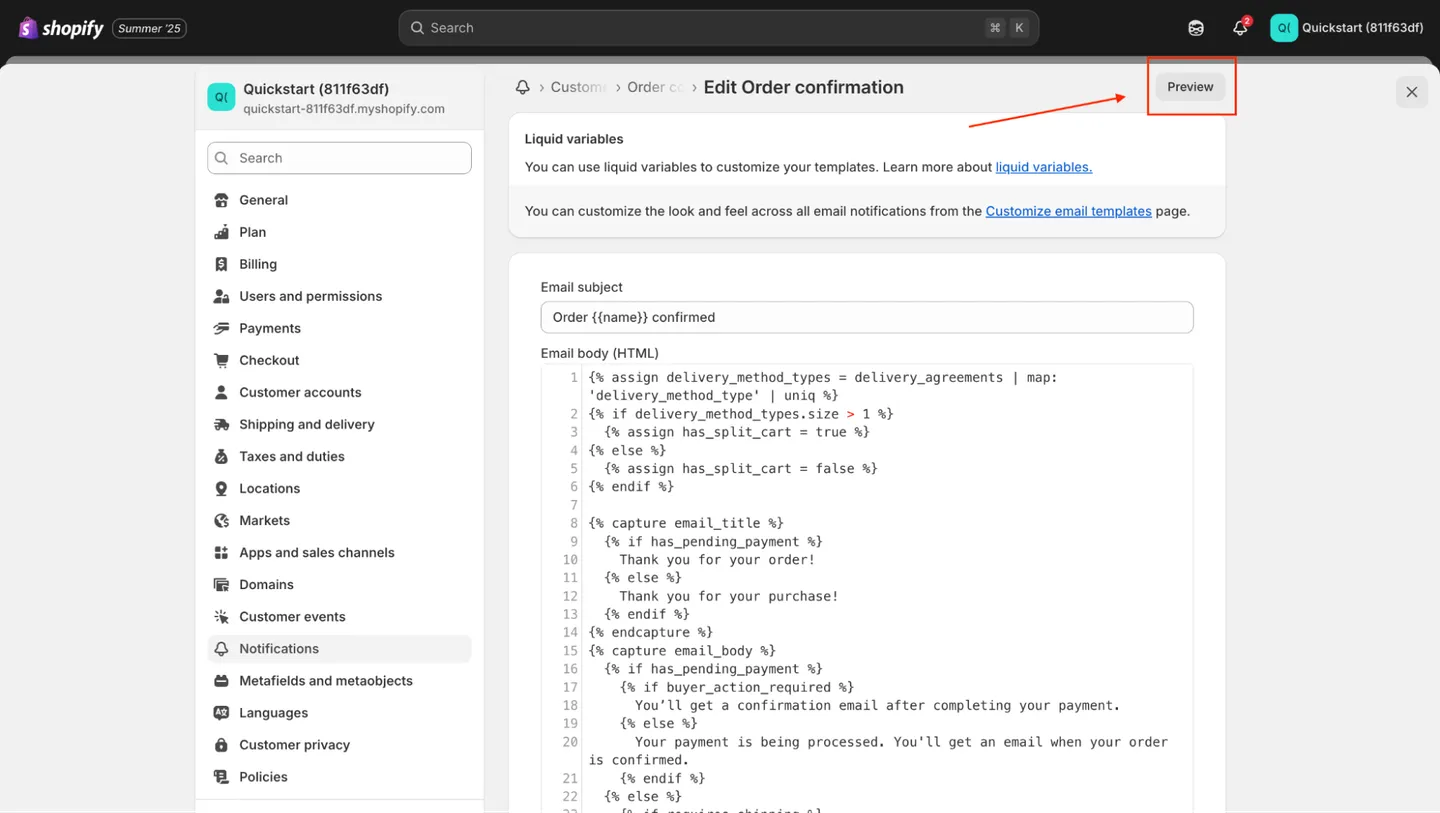 shopify Summer '25
Search ⌘ K
2
Q( Quickstart (811f63df)
Q( Quickstart (811f63df)
quickstart-811f63df.myshopify.com
Search
General
Plan
Billing
Users and permissions
Payments
Checkout
Customer accounts
Shipping and delivery
Taxes and duties
Locations
Markets
Apps and sales channels
Domains
Customer events
Notifications
Metafields and metaobjects
Languages
Customer privacy
Policies
› Custom › Order c › Edit Order confirmation
Preview
Liquid variables
You can use liquid variables to customize your templates. Learn more about liquid variables.
You can customize the look and feel across all email notifications from the Customize email templates page.
Email subject
Order {{name}} confirmed
Email body (HTML)
1 {% assign delivery_method_types = delivery_agreements | map:
'delivery_method_type' | uniq %}
2 {% if delivery_method_types.size > 1 %}
3 {% assign has_split_cart = true %}
4 {% else %}
5 {% assign has_split_cart = false %}
6 {% endif %}
7
8 {% capture email_title %}
9 {% if has_pending_payment %}
10 Thank you for your order!
11 {% else %}
12 Thank you for your purchase!
13 {% endif %}
14 {% endcapture %}
15 {% capture email_body %}
16 {% if has_pending_payment %}
17 {% if buyer_action_required %}
18 You’ll get a confirmation email after completing your payment.
19 {% else %}
20 Your payment is being processed. You'll get an email when your order
is confirmed.
21 {% endif %}
22 {% else %}
23 {% if requires_shipping %}